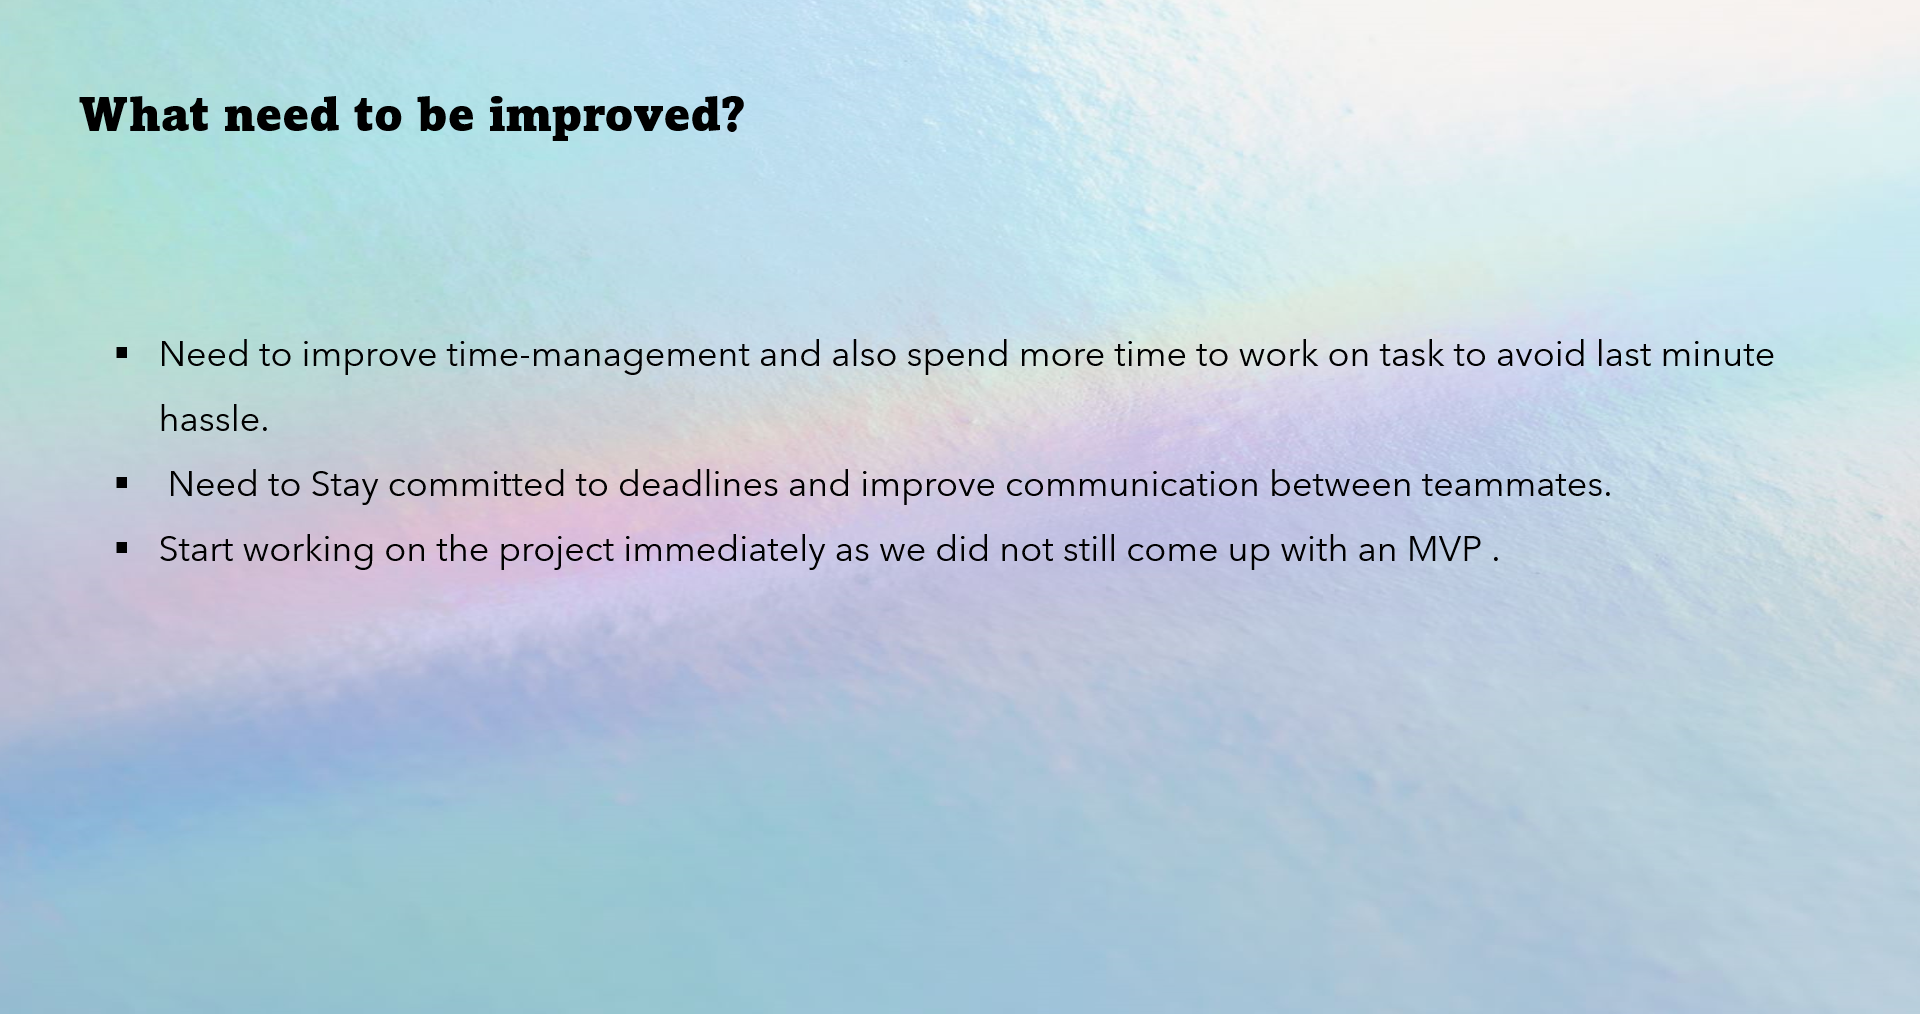 What need to be improved?
▪ Need to improve time-management and also spend more time to work on task to avoid last minute
hassle.
▪ Need to Stay committed to deadlines and improve communication between teammates.
▪ Start working on the project immediately as we did not still come up with an MVP .